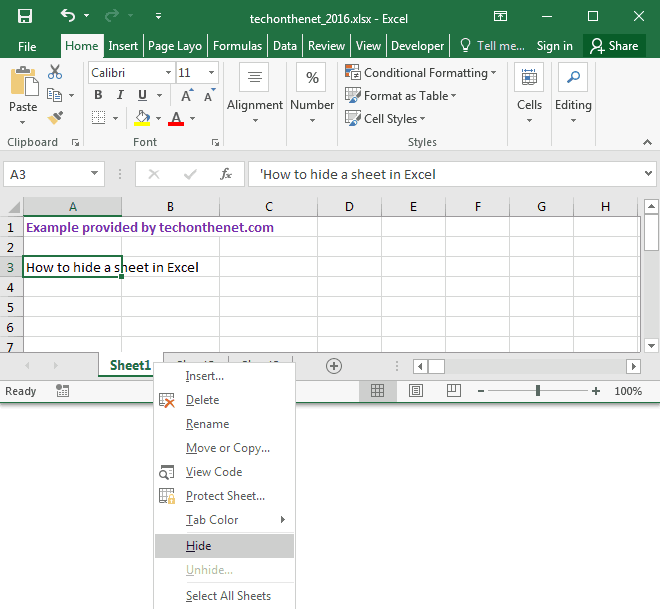 techonthenet_2016.xlsx - Excel
File Home Insert Page Layo Formulas Data Review View Developer Tell me... Sign in Share
Paste
Calibri 11
B I U A A
A
Alignment
Number
%
Conditional Formatting
Format as Table
Cell Styles
Cells
Editing
Clipboard Font Styles
A3 fx 'How to hide a sheet in Excel
A B C D E F G H
1 Example provided by techonthenet.com
2
3 How to hide a sheet in Excel
4
5
6
7
Sheet1
Ready 100%
Insert...
Delete
Rename
Move or Copy...
View Code
Protect Sheet...
Tab Color
Hide
Unhide...
Select All Sheets